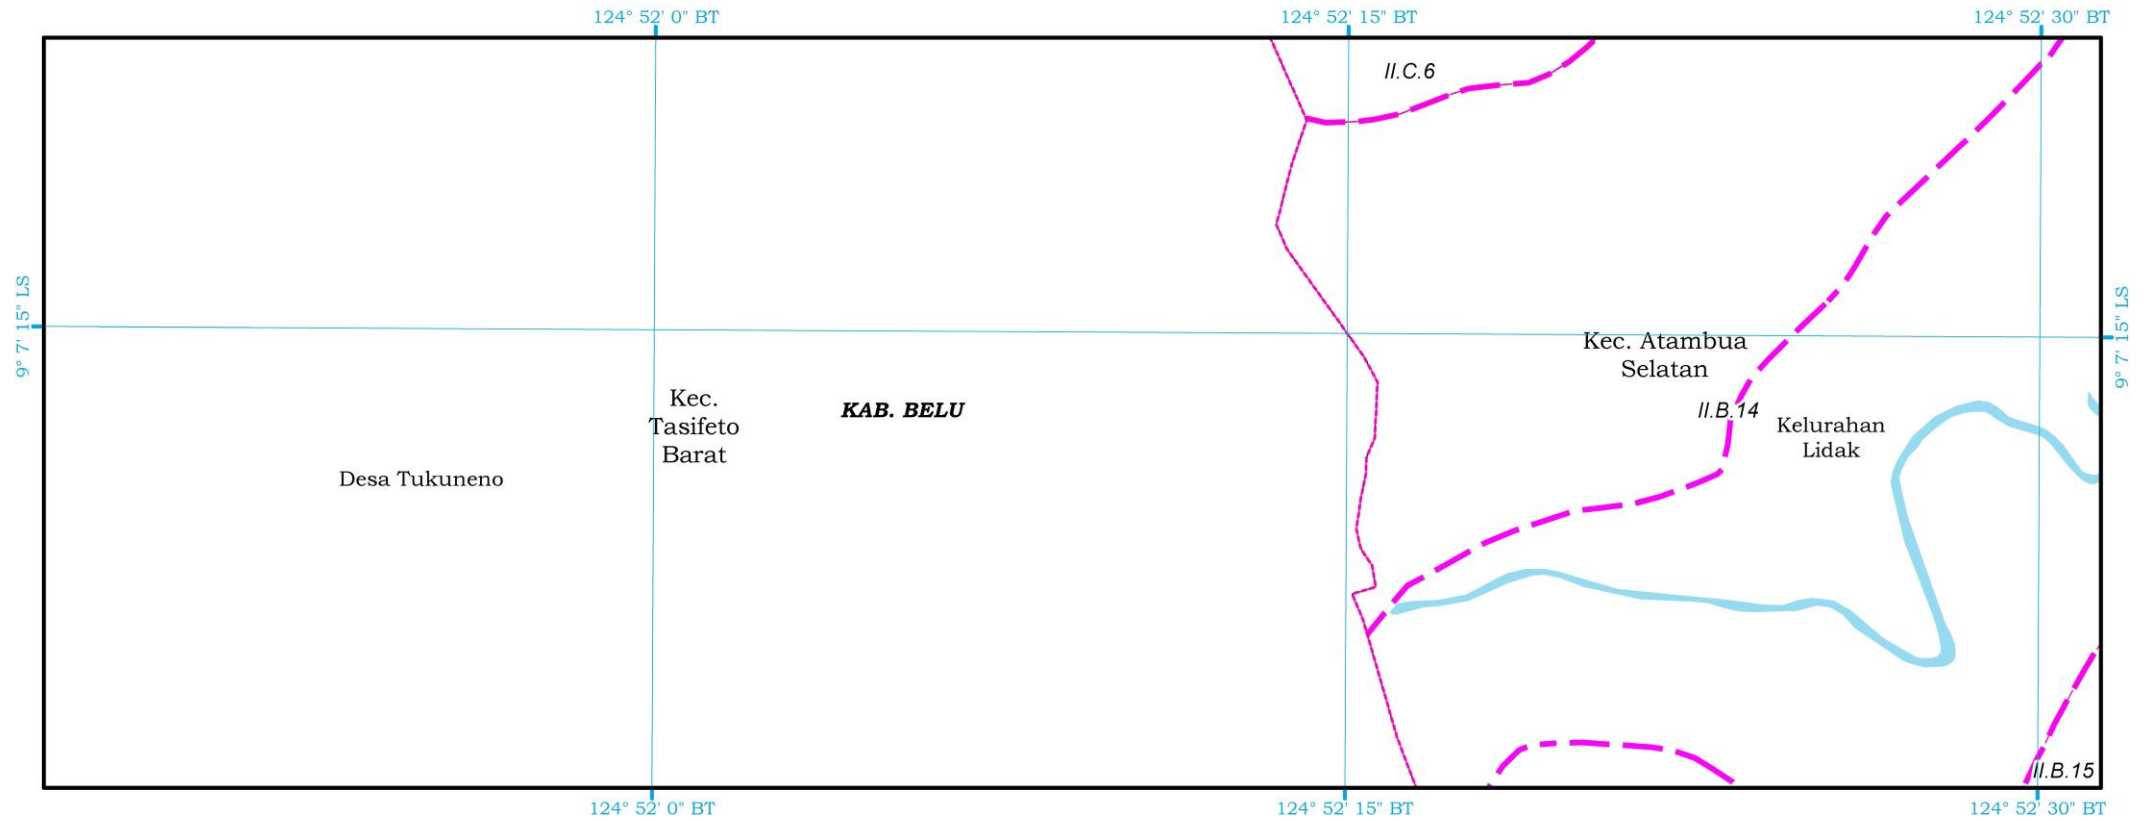 124° 52' 0" BT
124° 52' 15" BT
124° 52' 30" BT
II.C.6
9° 7' 15" LS
9° 7' 15" LS
Kec. Atambua
Selatan
Kec.
Tasifeto
Barat
KAB. BELU
II.B.14
Kelurahan
Lidak
Desa Tukuneno
II.B.15
124° 52' 0" BT
124° 52' 15" BT
124° 52' 30" BT